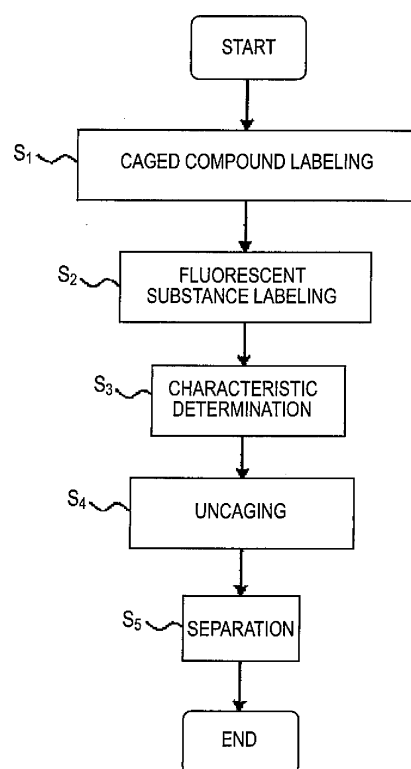 START
S1 CAGED COMPOUND LABELING
S2 FLUORESCENT
SUBSTANCE LABELING
S3 CHARACTERISTIC
DETERMINATION
S4 UNCAGING
S5 SEPARATION
END